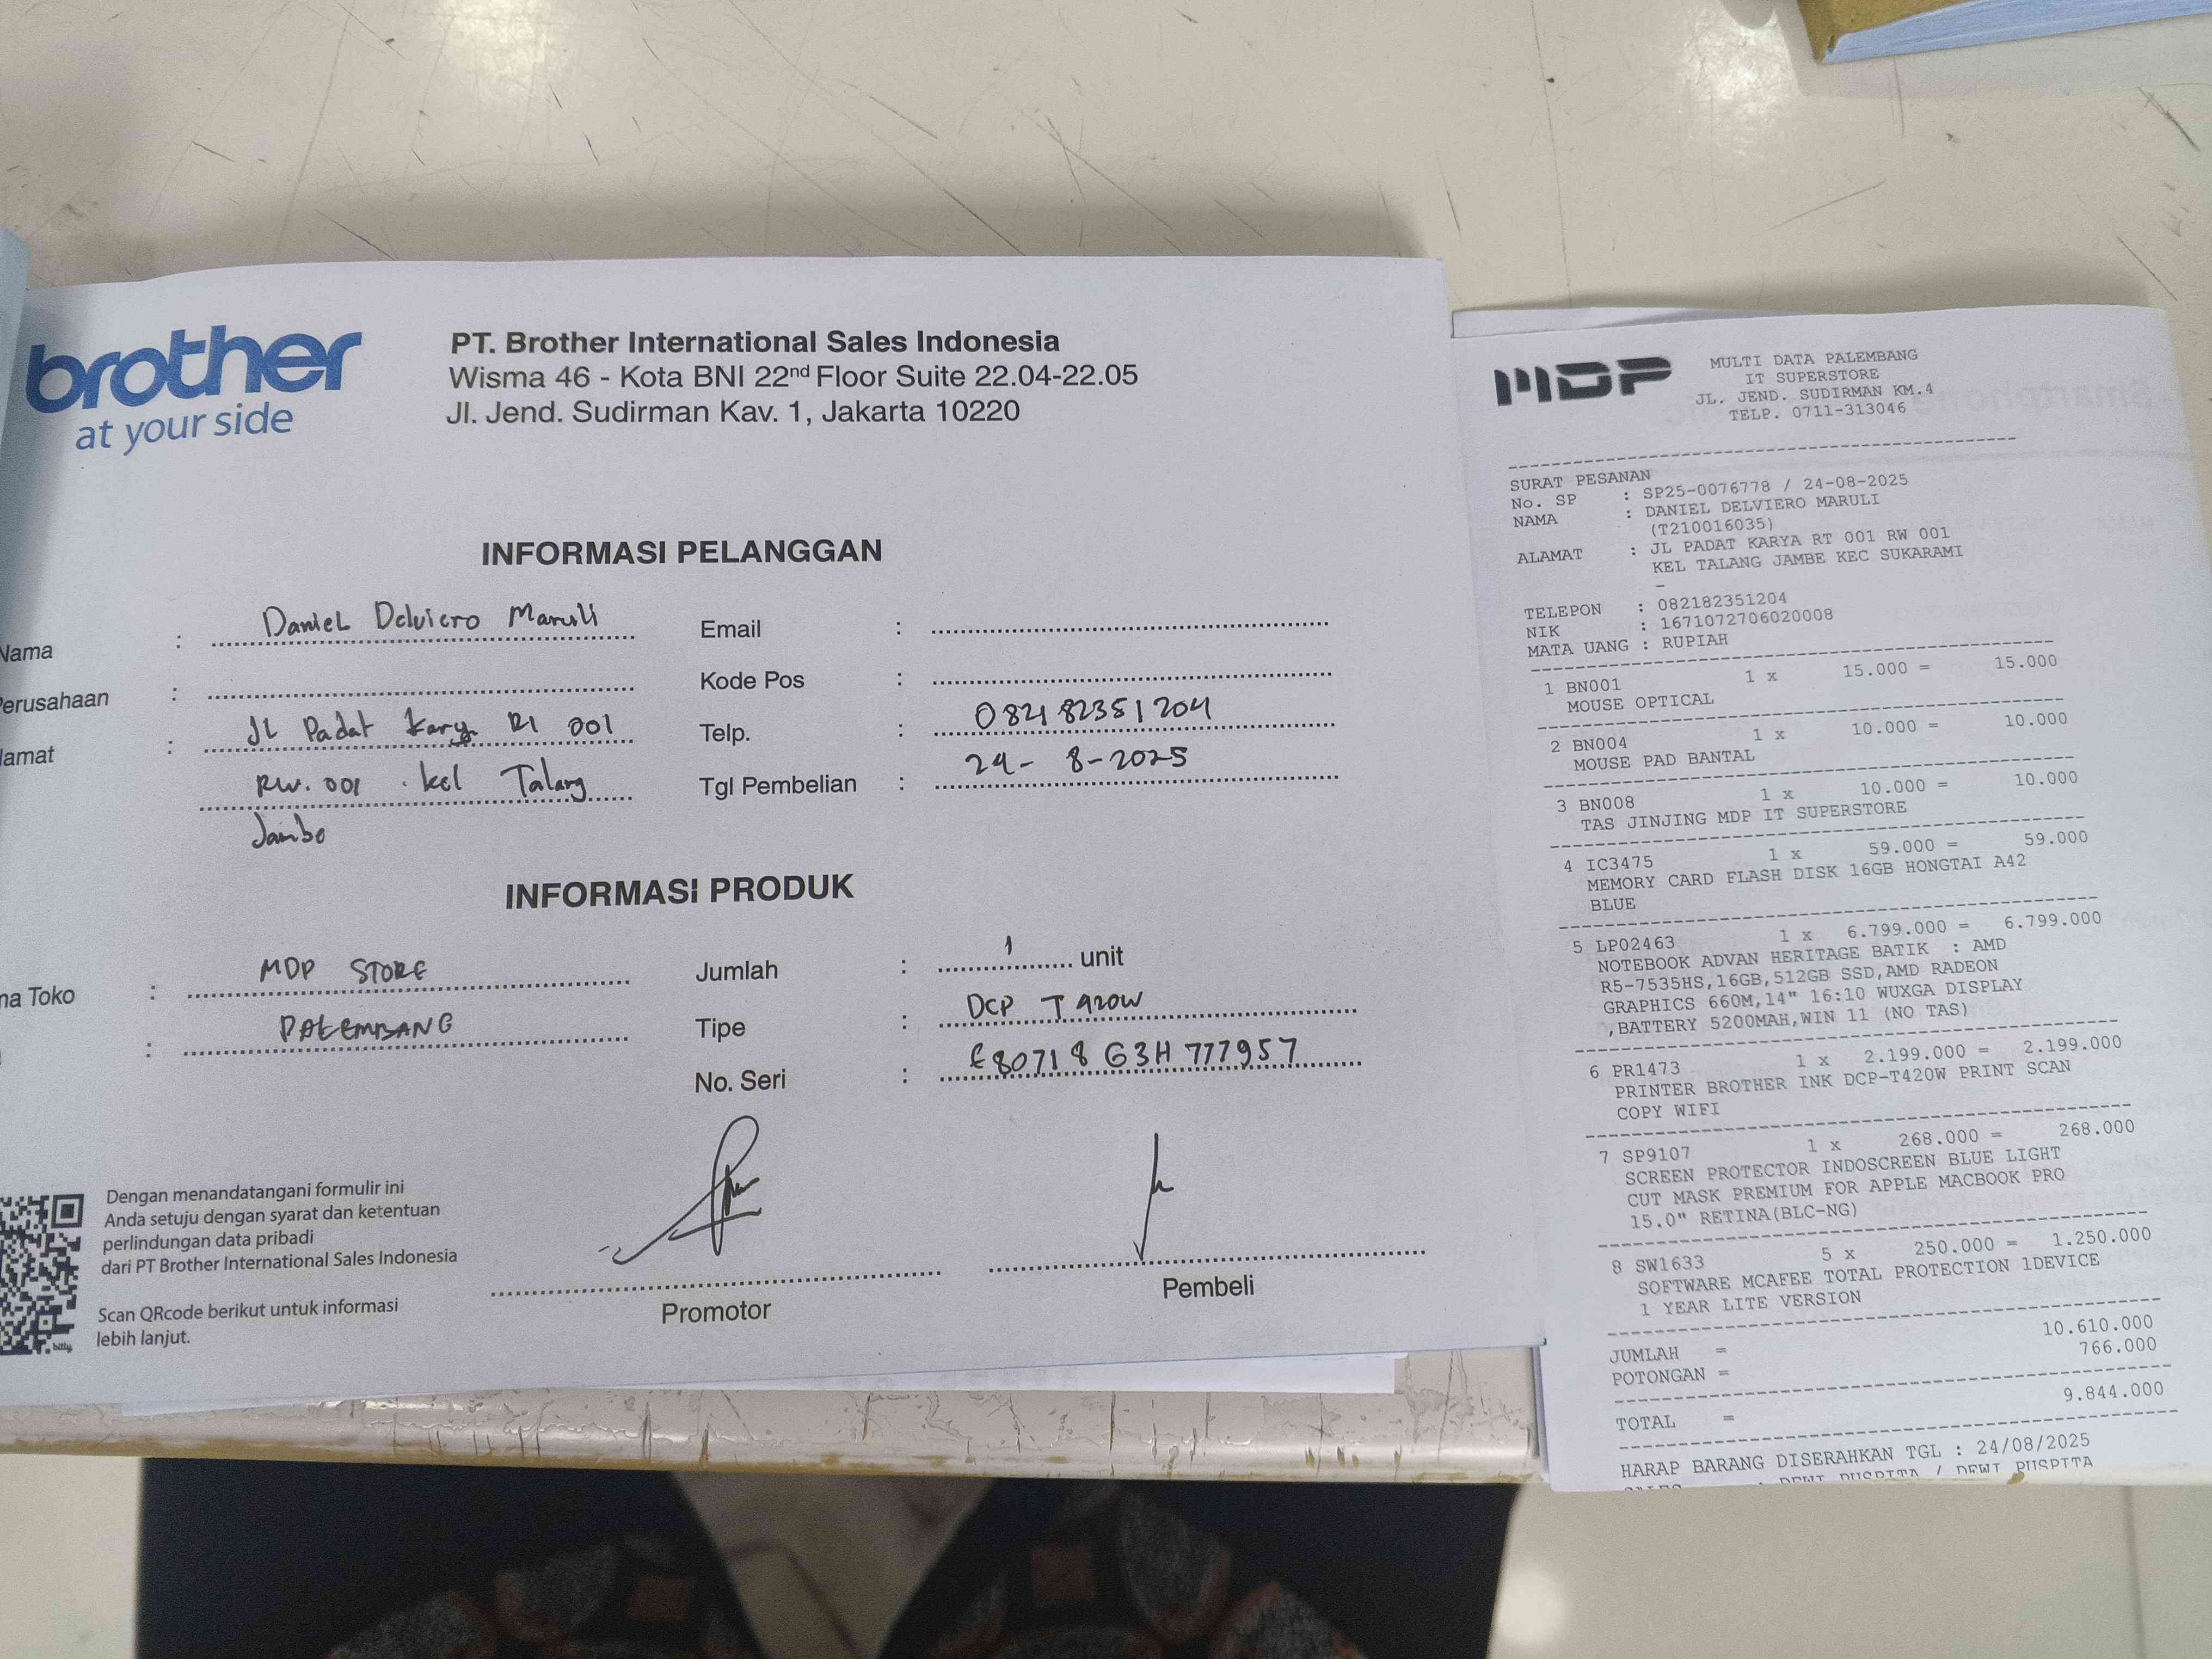 brother
at your side
PT. Brother International Sales Indonesia
Wisma 46 - Kota BNI 22nd Floor Suite 22.04-22.05
Jl. Jend. Sudirman Kav. 1, Jakarta 10220
INFORMASI PELANGGAN
Nama : Daniel Delviero Maruli
erusahaan :
lamat : JL Padat Karya Rt 001
RW. 001 . kel Talang
Jambe
Email :
Kode Pos :
Telp. : 082182351204
Tgl Pembelian : 24- 8-2025
INFORMASI PRODUK
na Toko : MDP STORE
: PALEMBANG
Jumlah : 1 unit
Tipe : DCP T420W
No. Seri : E80718G3H777957
Dengan menandatangani formulir ini
Anda setuju dengan syarat dan ketentuan
perlindungan data pribadi
dari PT Brother International Sales Indonesia
Scan QRcode berikut untuk informasi
lebih lanjut.
bitly
Promotor
Pembeli
MDP
MULTI DATA PALEMBANG
IT SUPERSTORE
JL. JEND. SUDIRMAN KM.4
TELP. 0711-313046
SURAT PESANAN
No. SP : SP25-0076778 / 24-08-2025
NAMA : DANIEL DELVIERO MARULI
(T210016035)
ALAMAT : JL PADAT KARYA RT 001 RW 001
KEL TALANG JAMBE KEC SUKARAMI
-
TELEPON : 082182351204
NIK : 1671072706020008
MATA UANG : RUPIAH
1 BN001 1 x 15.000 = 15.000
MOUSE OPTICAL
2 BN004 1 x 10.000 = 10.000
MOUSE PAD BANTAL
3 BN008 1 x 10.000 = 10.000
TAS JINJING MDP IT SUPERSTORE
4 IC3475 1 x 59.000 = 59.000
MEMORY CARD FLASH DISK 16GB HONGTAI A42
BLUE
5 LP02463 1 x 6.799.000 = 6.799.000
NOTEBOOK ADVAN HERITAGE BATIK : AMD
R5-7535HS,16GB,512GB SSD,AMD RADEON
GRAPHICS 660M,14" 16:10 WUXGA DISPLAY
,BATTERY 5200MAH,WIN 11 (NO TAS)
6 PR1473 1 x 2.199.000 = 2.199.000
PRINTER BROTHER INK DCP-T420W PRINT SCAN
COPY WIFI
7 SP9107 1 x 268.000 = 268.000
SCREEN PROTECTOR INDOSCREEN BLUE LIGHT
CUT MASK PREMIUM FOR APPLE MACBOOK PRO
15.0" RETINA(BLC-NG)
8 SW1633 5 x 250.000 = 1.250.000
SOFTWARE MCAFEE TOTAL PROTECTION 1DEVICE
1 YEAR LITE VERSION
JUMLAH = 10.610.000
POTONGAN = 766.000
TOTAL = 9.844.000
HARAP BARANG DISERAHKAN TGL : 24/08/2025
SALES : DEWI PUSPITA / DEWI PUSPITA